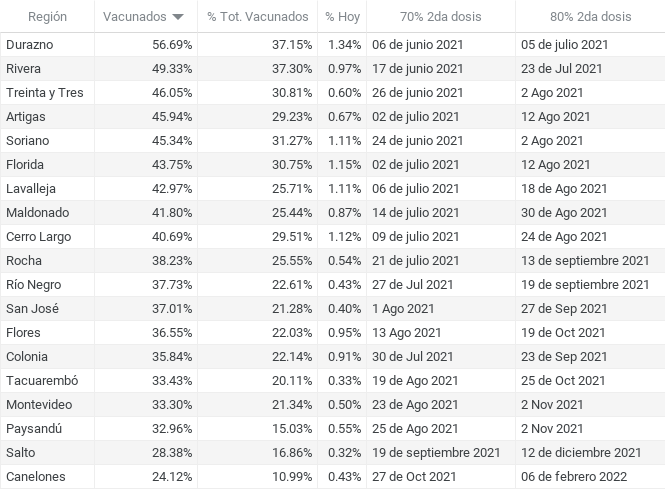 Región Vacunados % Tot. Vacunados % Hoy 70% 2da dosis 80% 2da dosis
Durazno 56.69% 37.15% 1.34% 06 de junio 2021 05 de julio 2021
Rivera 49.33% 37.30% 0.97% 17 de junio 2021 23 de Jul 2021
Treinta y Tres 46.05% 30.81% 0.60% 26 de junio 2021 2 Ago 2021
Artigas 45.94% 29.23% 0.67% 02 de julio 2021 12 Ago 2021
Soriano 45.34% 31.27% 1.11% 24 de junio 2021 2 Ago 2021
Florida 43.75% 30.75% 1.15% 02 de julio 2021 12 Ago 2021
Lavalleja 42.97% 25.71% 1.11% 06 de julio 2021 18 de Ago 2021
Maldonado 41.80% 25.44% 0.87% 14 de julio 2021 30 de Ago 2021
Cerro Largo 40.69% 29.51% 1.12% 09 de julio 2021 24 de Ago 2021
Rocha 38.23% 25.55% 0.54% 21 de julio 2021 13 de septiembre 2021
Río Negro 37.73% 22.61% 0.43% 27 de Jul 2021 19 de septiembre 2021
San José 37.01% 21.28% 0.40% 1 Ago 2021 27 de Sep 2021
Flores 36.55% 22.03% 0.95% 13 Ago 2021 19 de Oct 2021
Colonia 35.84% 22.14% 0.91% 30 de Jul 2021 23 de Sep 2021
Tacuarembó 33.43% 20.11% 0.33% 19 de Ago 2021 25 de Oct 2021
Montevideo 33.30% 21.34% 0.50% 23 de Ago 2021 2 Nov 2021
Paysandú 32.96% 15.03% 0.55% 25 de Ago 2021 2 Nov 2021
Salto 28.38% 16.86% 0.32% 19 de septiembre 2021 12 de diciembre 2021
Canelones 24.12% 10.99% 0.43% 27 de Oct 2021 06 de febrero 2022